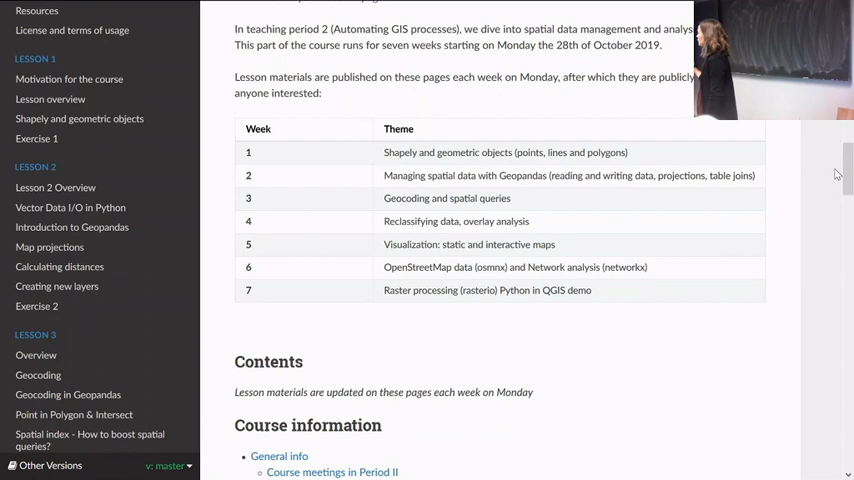 Resources
License and terms of usage
LESSON 1
Motivation for the course
Lesson overview
Shapely and geometric objects
Exercise 1
LESSON 2
Lesson 2 Overview
Vector Data I/O in Python
Introduction to Geopandas
Map projections
Calculating distances
Creating new layers
Exercise 2
LESSON 3
Overview
Geocoding
Geocoding in Geopandas
Point in Polygon & Intersect
Spatial index - How to boost spatial
queries?
Other Versions v: master
In teaching period 2 (Automating GIS processes), we dive into spatial data management and analys
This part of the course runs for seven weeks starting on Monday the 28th of October 2019.
Lesson materials are published on these pages each week on Monday, after which they are publicly
anyone interested:
Week Theme
1 Shapely and geometric objects (points, lines and polygons)
2 Managing spatial data with Geopandas (reading and writing data, projections, table joins)
3 Geocoding and spatial queries
4 Reclassifying data, overlay analysis
5 Visualization: static and interactive maps
6 OpenStreetMap data (osmnx) and Network analysis (networkx)
7 Raster processing (rasterio) Python in QGIS demo
Contents
Lesson materials are updated on these pages each week on Monday
Course information
General info
Course meetings in Period II